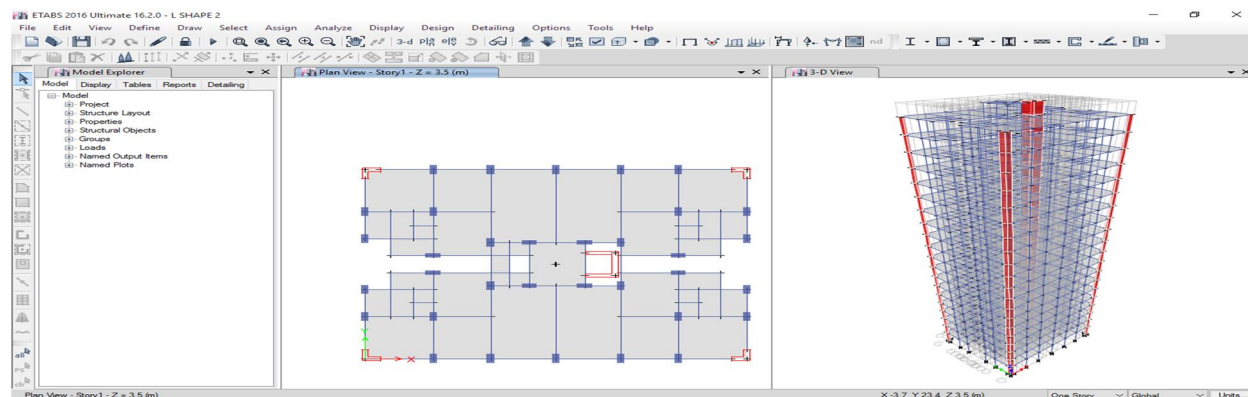 ETABS 2016 Ultimate 16.2.0 - L SHAPE 2
File Edit View Define Draw Select Assign Analyze Display Design Detailing Options Tools Help
3-d nd
Model Explorer
Plan View - Story1 - Z = 3.5 (m)
3-D View
Model Display Tables Reports Detailing
Model
Project
Structure Layout
Properties
Structural Objects
Groups
Loads
Named Output Items
Named Plots
Y
X
all
Plan View - Story1 - Z = 3.5 (m)
X -3.7 Y 23.4 Z 3.5 (m)
One Story
Global
Units